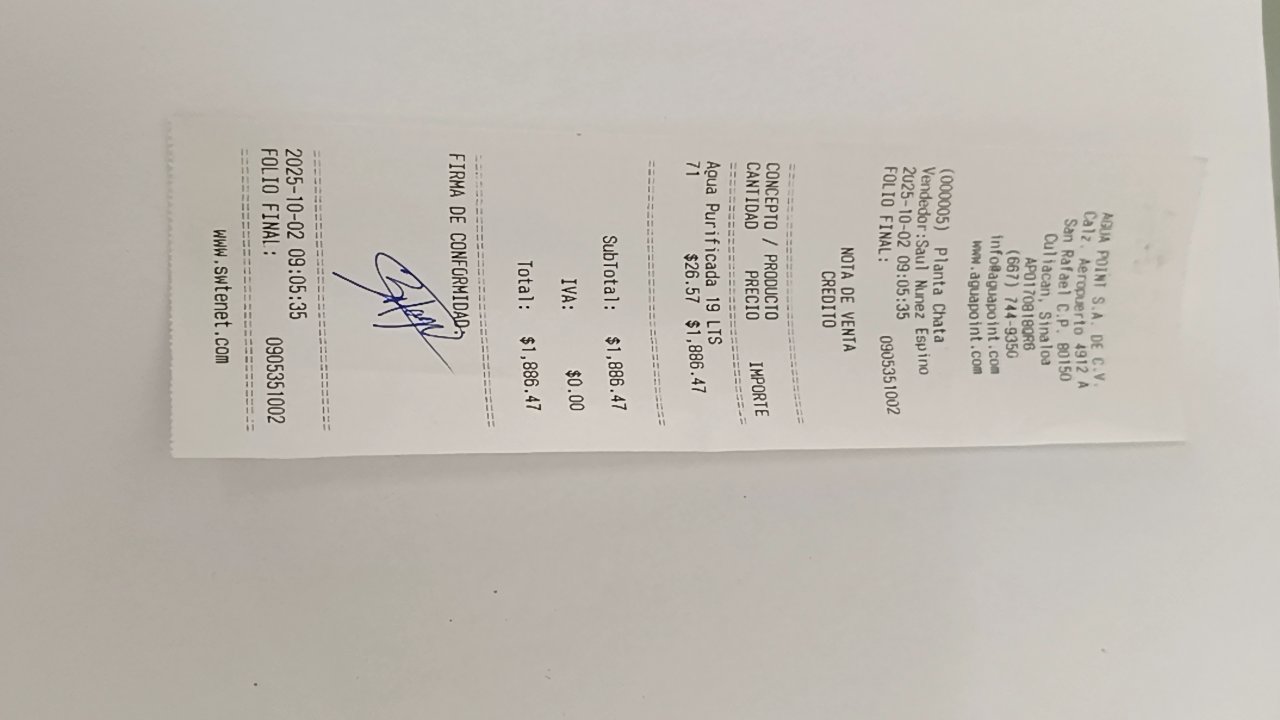 AGUA POINT S.A. DE C.V.
Calz. Aeropuerto 4912 A
San Rafael C.P. 80150
Culiacan, Sinaloa
APO170818QR6
(667) 744-9350
info@aguapoint.com
www.aguapoint.com
(000005) Planta Chata
Vendedor:Saul Nunez Espino
2025-10-02 09:05:35
FOLIO FINAL: 0905351002
NOTA DE VENTA
CREDITO
CONCEPTO / PRODUCTO
CANTIDAD PRECIO IMPORTE
Agua Purificada 19 LTS
71 $26.57 $1,886.47
SubTotal: $1,886.47
IVA: $0.00
Total: $1,886.47
FIRMA DE CONFORMIDAD:
2025-10-02 09:05:35
FOLIO FINAL: 0905351002
www.swtenet.com